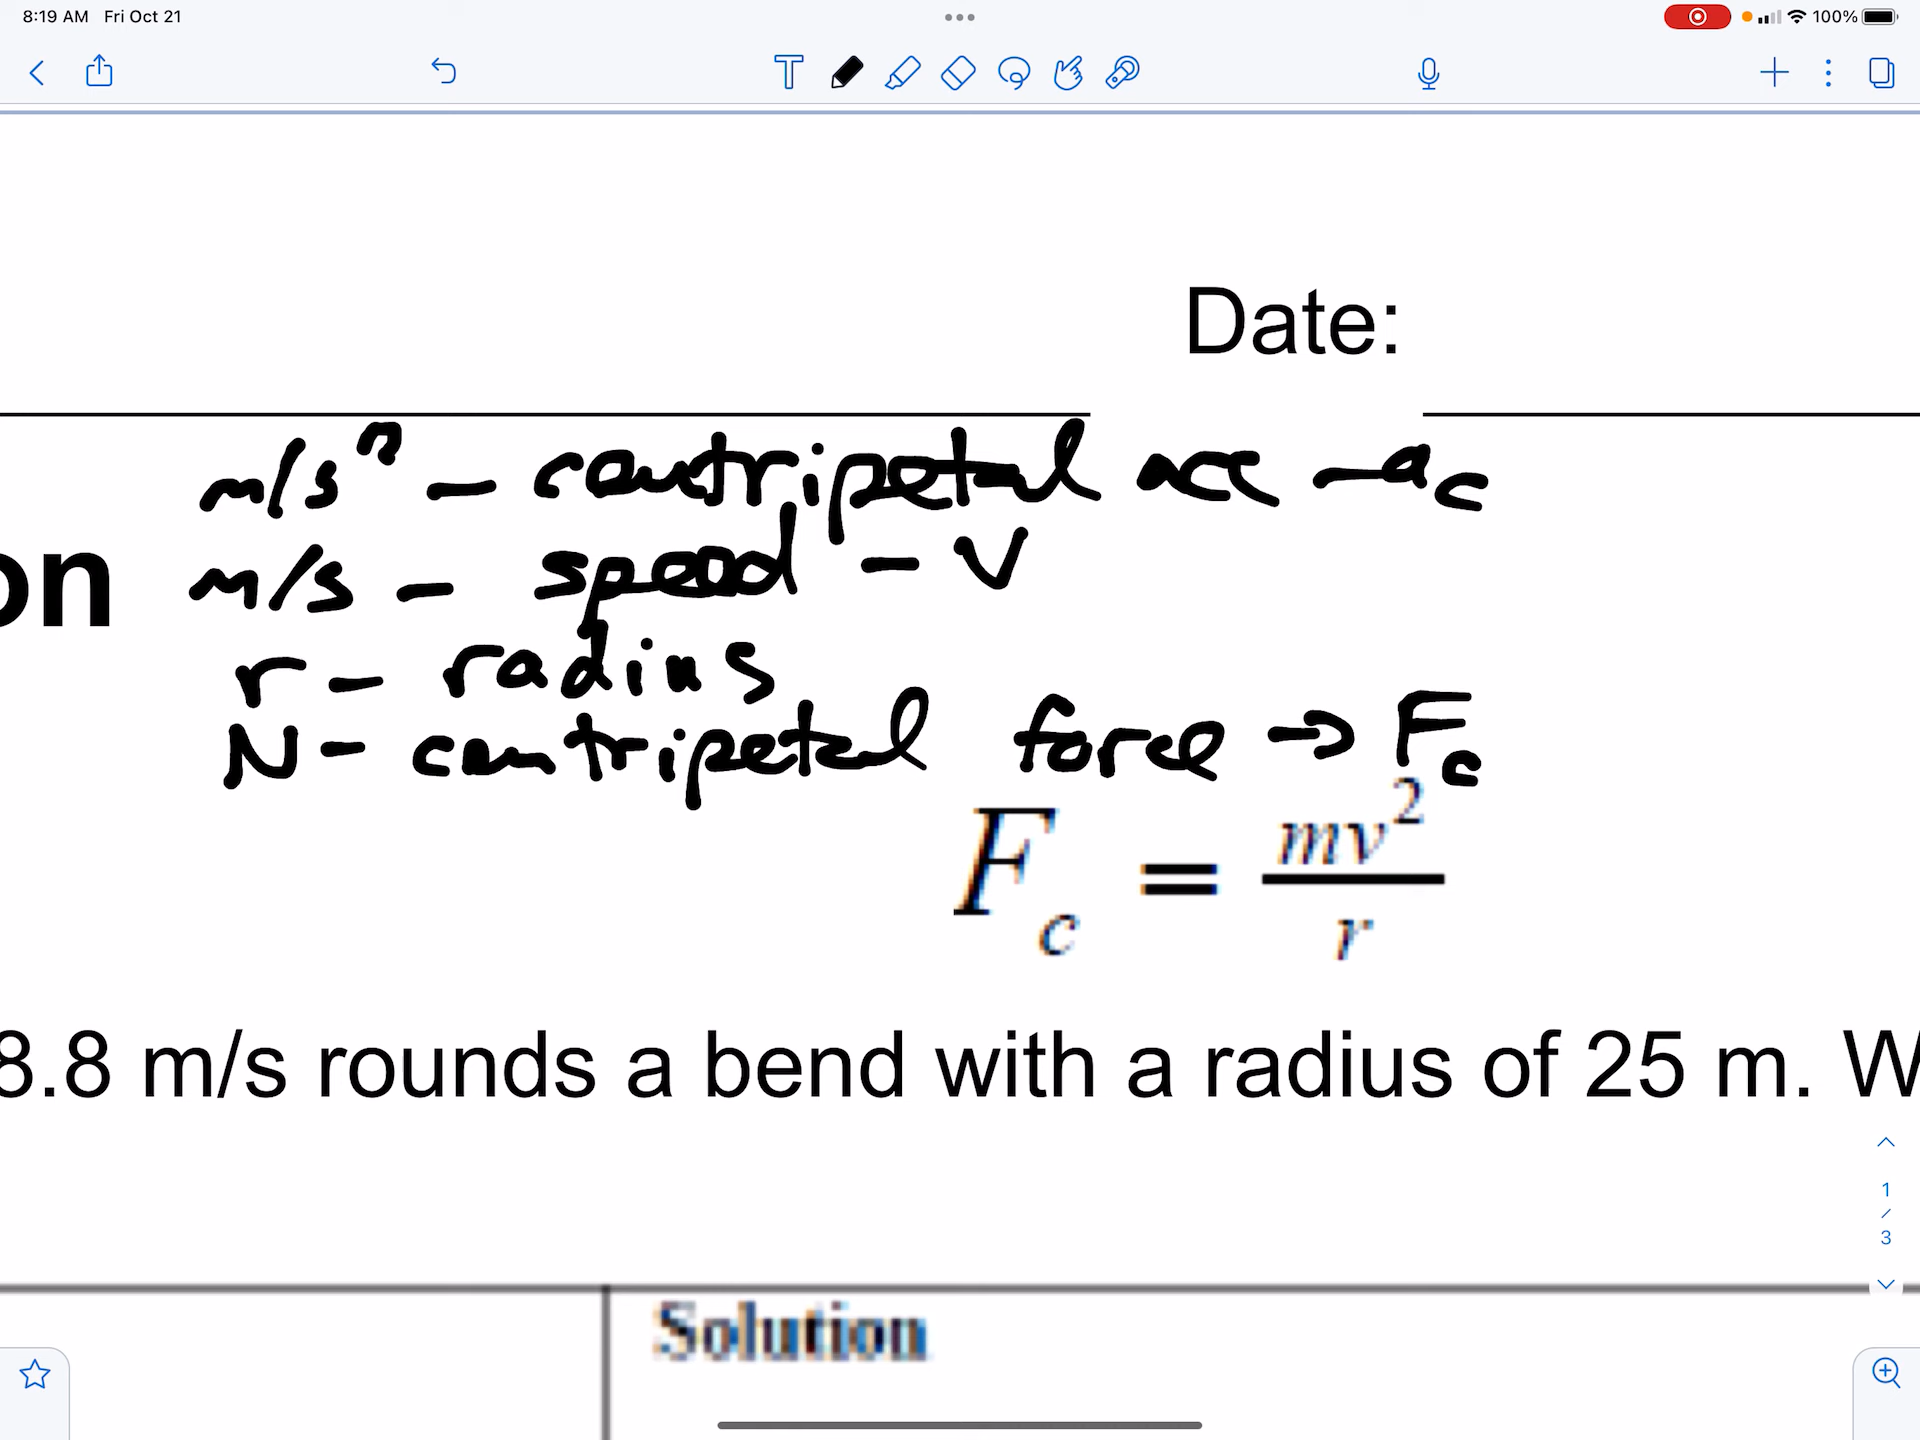 8:19 AM Fri Oct 21
100%
T
Date:
m/s² – centripetal acc – ac
on
m/s – speed – V
r – radius
N – centripetal force → Fc
Fc = mv²/r
8.8 m/s rounds a bend with a radius of 25 m. W
1
/
3
Solution